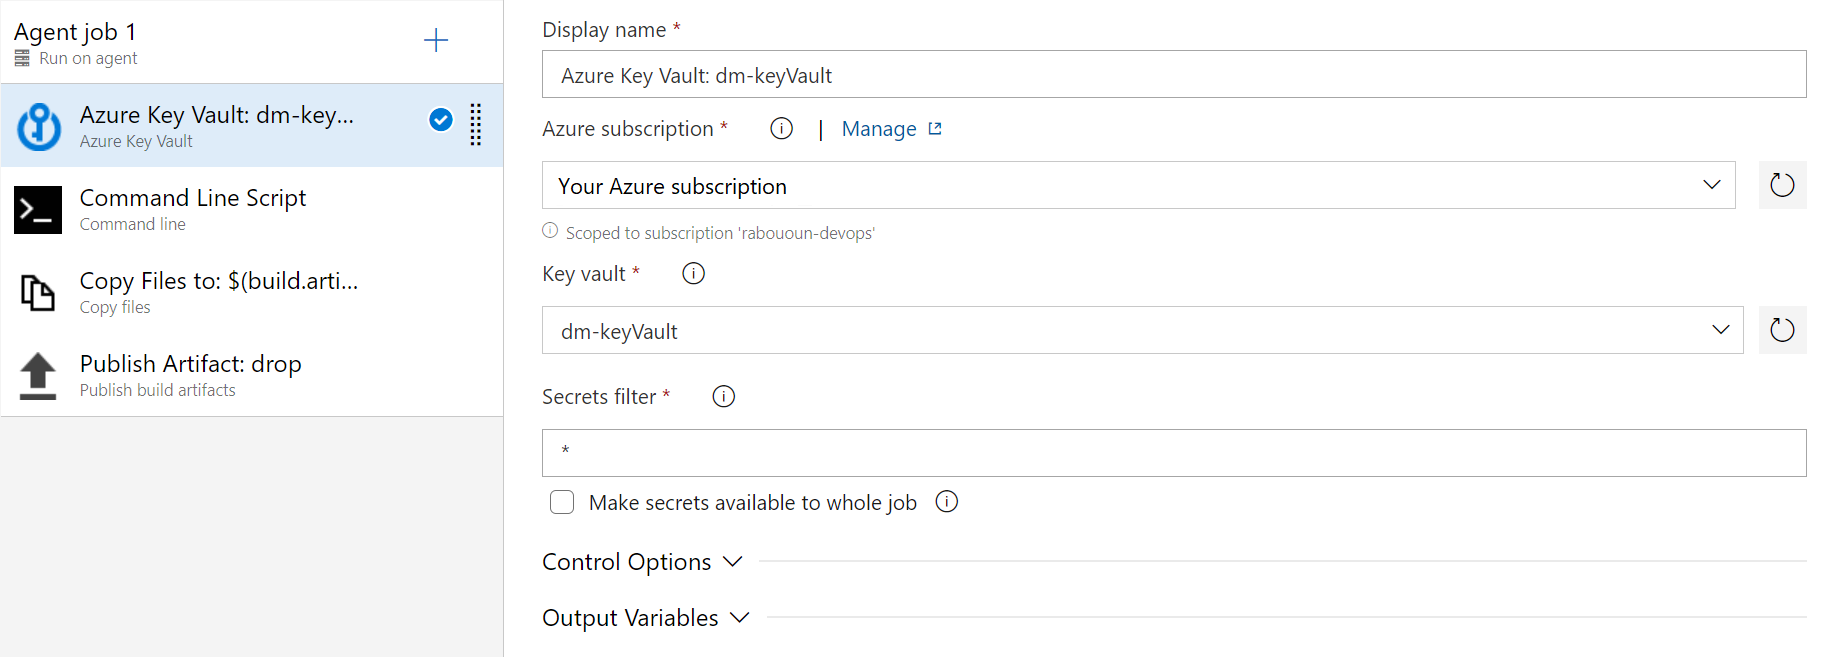 Agent job 1
Run on agent
Azure Key Vault: dm-key...
Azure Key Vault
Command Line Script
Command line
Copy Files to: $(build.arti...
Copy files
Publish Artifact: drop
Publish build artifacts
Display name *
Azure Key Vault: dm-keyVault
Azure subscription * | Manage
Your Azure subscription
Scoped to subscription 'rabououn-devops'
Key vault *
dm-keyVault
Secrets filter *
*
Make secrets available to whole job
Control Options
Output Variables